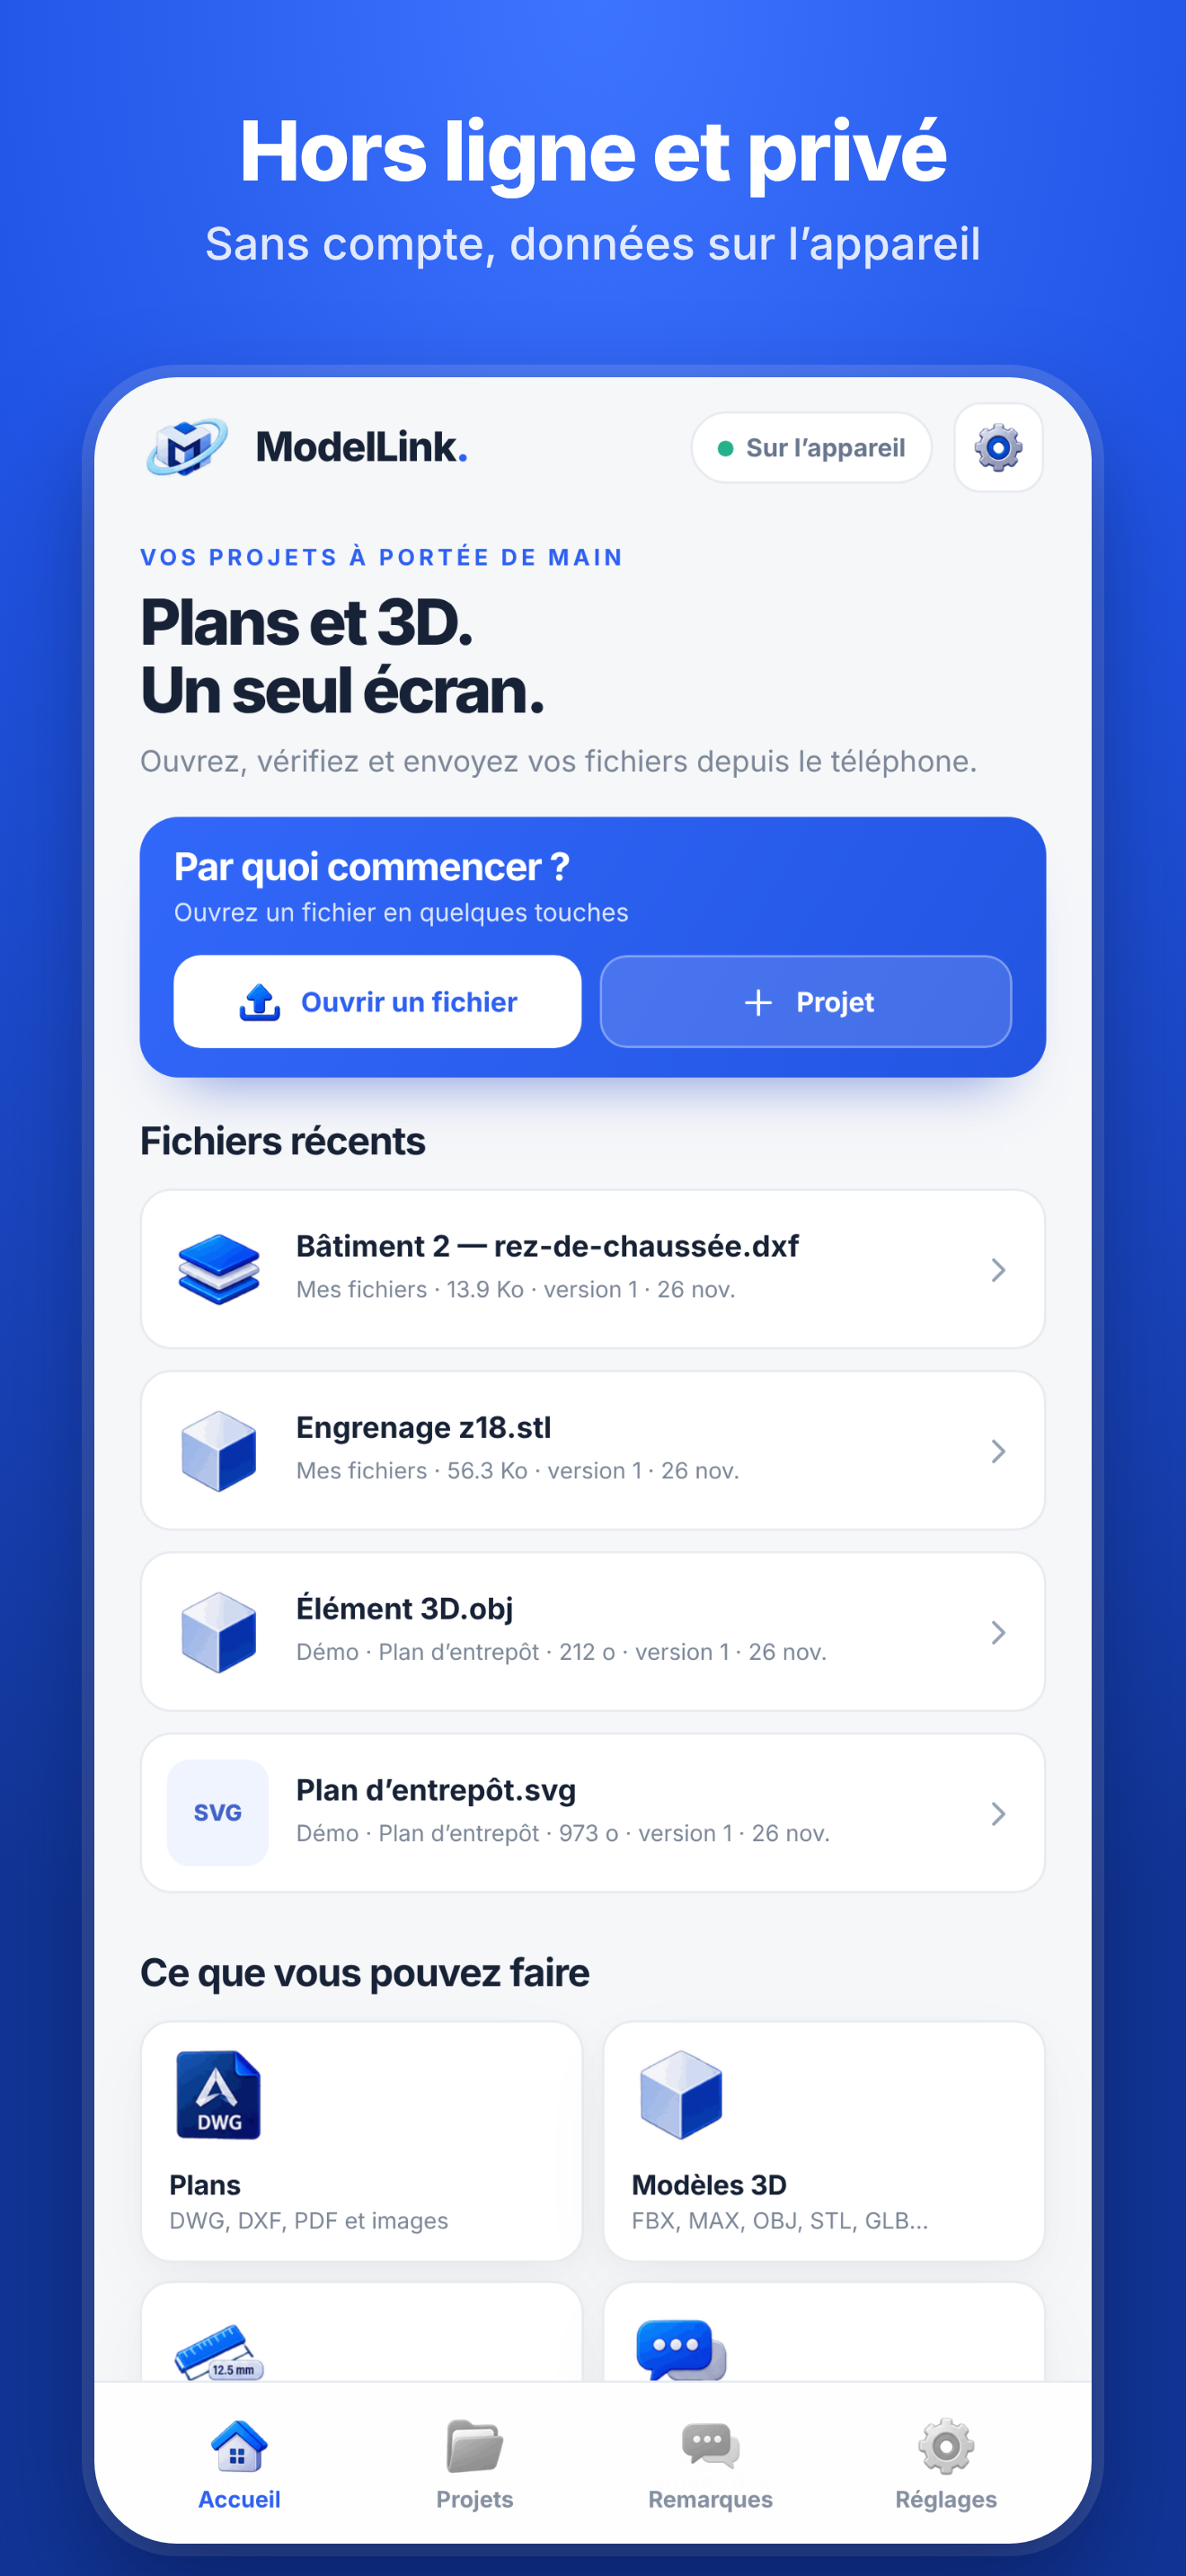 Hors ligne et privé
Sans compte, données sur l’appareil
ModelLink.
Sur l’appareil
VOS PROJETS À PORTÉE DE MAIN
Plans et 3D.
Un seul écran.
Ouvrez, vérifiez et envoyez vos fichiers depuis le téléphone.
Par quoi commencer ?
Ouvrez un fichier en quelques touches
Ouvrir un fichier
Projet
Fichiers récents
Bâtiment 2 — rez-de-chaussée.dxf
Mes fichiers · 13.9 Ko · version 1 · 26 nov.
Engrenage z18.stl
Mes fichiers · 56.3 Ko · version 1 · 26 nov.
Élément 3D.obj
Démo · Plan d’entrepôt · 212 o · version 1 · 26 nov.
SVG
Plan d’entrepôt.svg
Démo · Plan d’entrepôt · 973 o · version 1 · 26 nov.
Ce que vous pouvez faire
DWG
Plans
DWG, DXF, PDF et images
Modèles 3D
FBX, MAX, OBJ, STL, GLB…
12.5 mm
Accueil
Projets
Remarques
Réglages